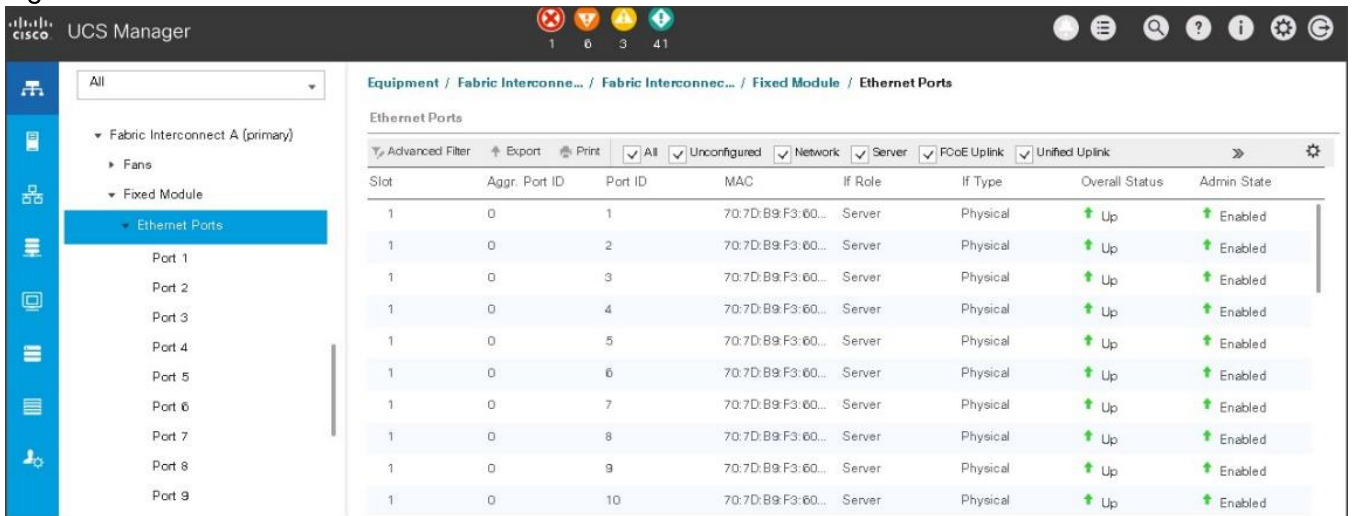 cisco. UCS Manager
1 6 3 41
All
Equipment / Fabric Interconne... / Fabric Interconnec... / Fixed Module / Ethernet Ports
Ethernet Ports
Fabric Interconnect A (primary)
Fans
Fixed Module
Ethernet Ports
Port 1
Port 2
Port 3
Port 4
Port 5
Port 6
Port 7
Port 8
Port 9
Advanced Filter Export Print All Unconfigured Network Server FCoE Uplink Unified Uplink
Slot Aggr. Port ID Port ID MAC If Role If Type Overall Status Admin State
1 0 1 70:7D:B9:F3:60... Server Physical Up Enabled
1 0 2 70:7D:B9:F3:60... Server Physical Up Enabled
1 0 3 70:7D:B9:F3:60... Server Physical Up Enabled
1 0 4 70:7D:B9:F3:60... Server Physical Up Enabled
1 0 5 70:7D:B9:F3:60... Server Physical Up Enabled
1 0 6 70:7D:B9:F3:60... Server Physical Up Enabled
1 0 7 70:7D:B9:F3:60... Server Physical Up Enabled
1 0 8 70:7D:B9:F3:60... Server Physical Up Enabled
1 0 9 70:7D:B9:F3:60... Server Physical Up Enabled
1 0 10 70:7D:B9:F3:60... Server Physical Up Enabled